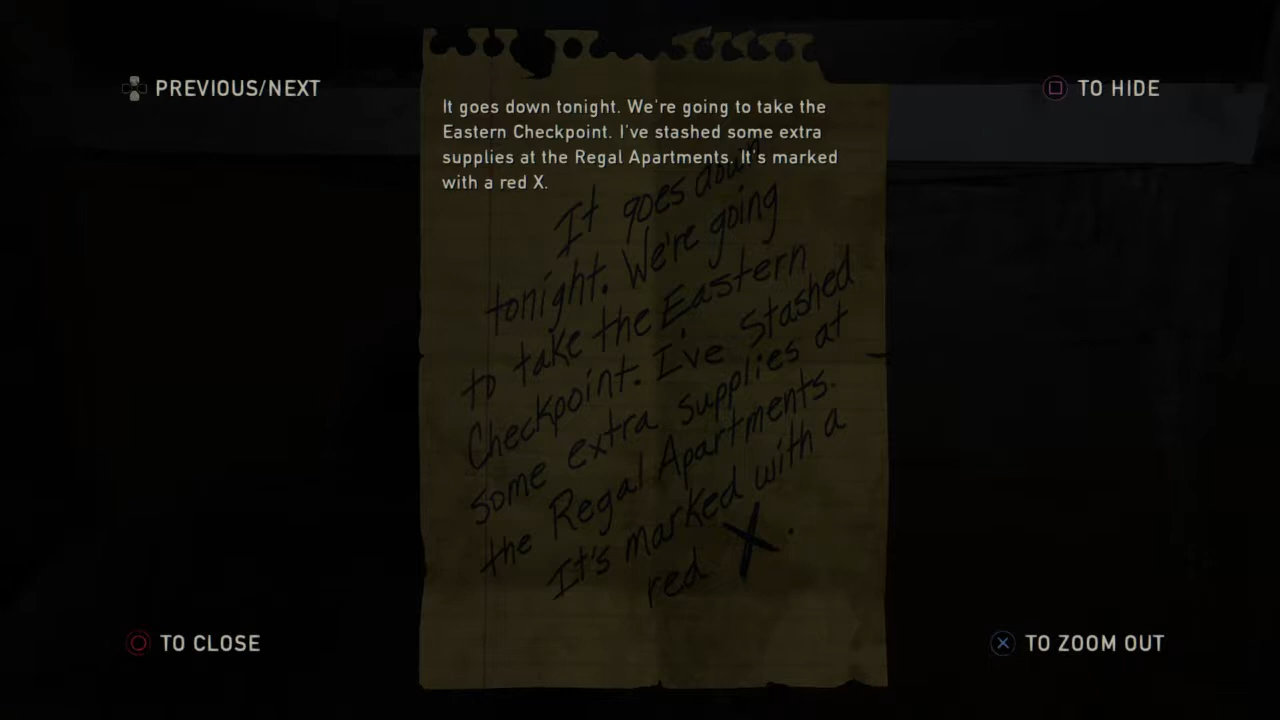 PREVIOUS/NEXT
TO HIDE
It goes down tonight. We're going to take the
Eastern Checkpoint. I've stashed some extra
supplies at the Regal Apartments. It's marked
with a red X.
It goes down
tonight. We're going
to take the Eastern
Checkpoint. I've Stashed
some extra supplies at
the Regal Apartments.
It's marked with a
red X.
TO CLOSE
TO ZOOM OUT